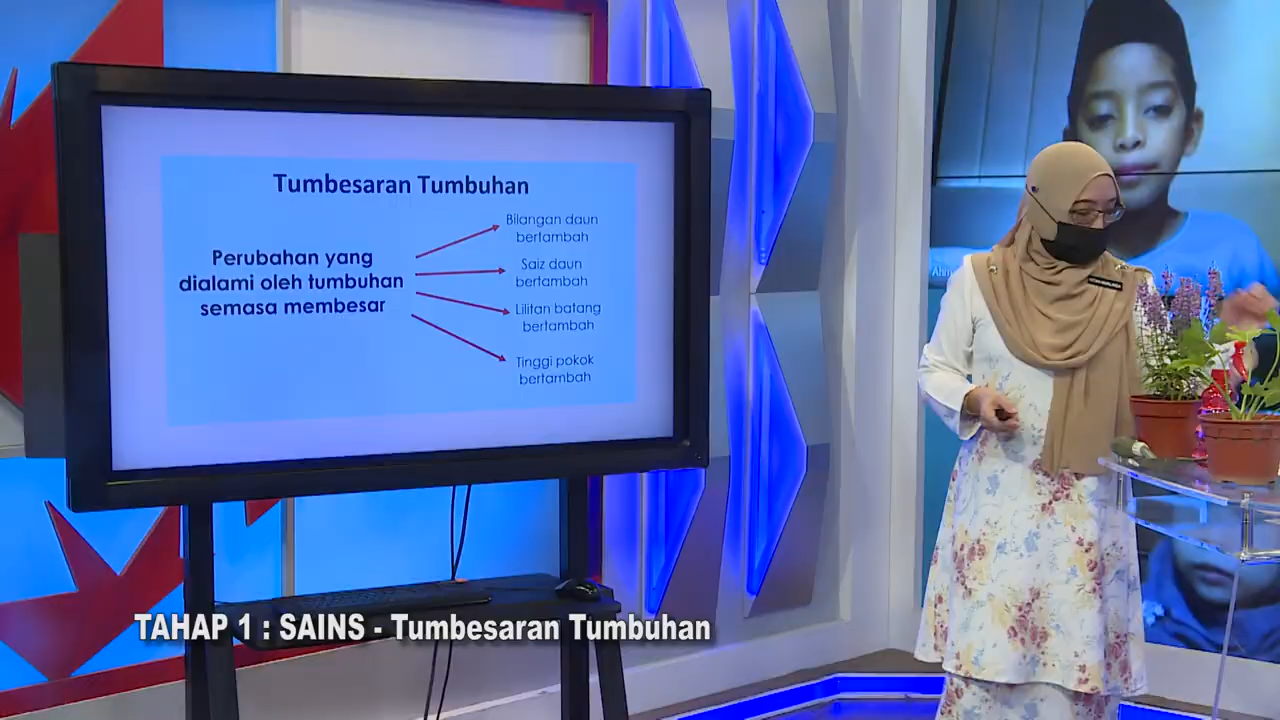 Tumbesaran Tumbuhan
Perubahan yang
dialami oleh tumbuhan
semasa membesar
Bilangan daun
bertambah
Saiz daun
bertambah
Lilitan batang
bertambah
Tinggi pokok
bertambah
TAHAP 1 : SAINS - Tumbesaran Tumbuhan